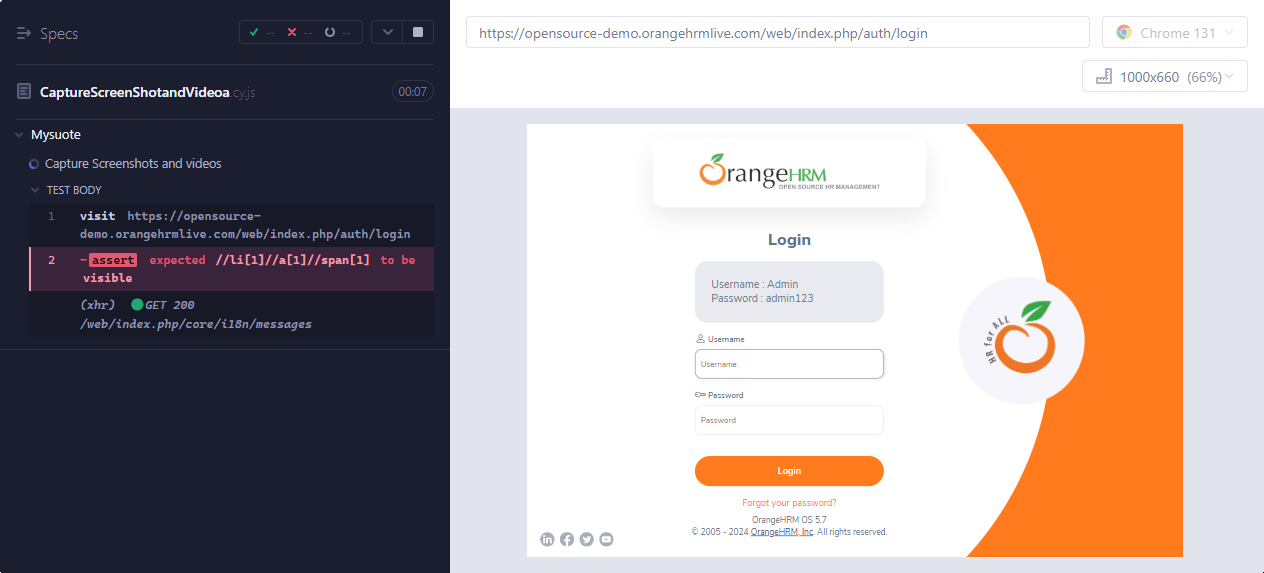 Specs
-- -- --
CaptureScreenShotandVideoa.cy.js 00:07
Mysuote
Capture Screenshots and videos
TEST BODY
1 visit https://opensource-
demo.orangehrmlive.com/web/index.php/auth/login
2 -assert expected //li[1]//a[1]//span[1] to be
visible
(xhr) GET 200
/web/index.php/core/i18n/messages
https://opensource-demo.orangehrmlive.com/web/index.php/auth/login
Chrome 131
1000x660 (66%)
OrangeHRM
OPEN SOURCE HR MANAGEMENT
Login
Username : Admin
Password : admin123
Username
Username
Password
Password
Login
Forgot your password?
OrangeHRM OS 5.7
© 2005 - 2024 OrangeHRM, Inc. All rights reserved.
HR for ALL